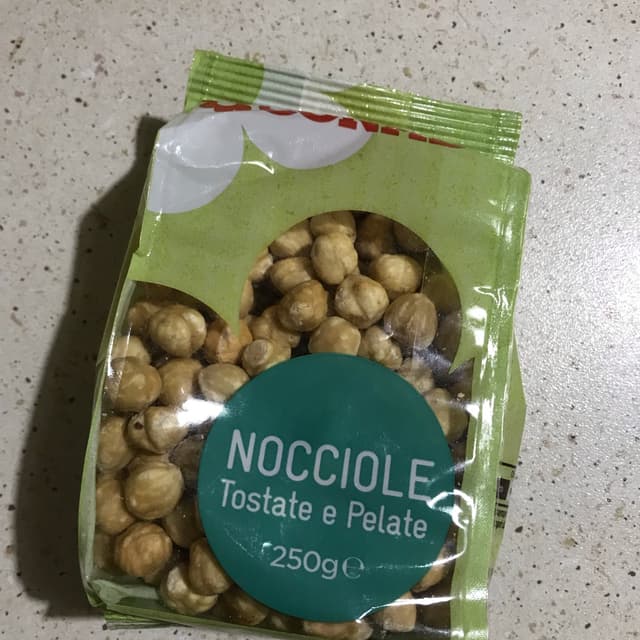 NOCCIOLE
Tostate e Pelate
250g ℮